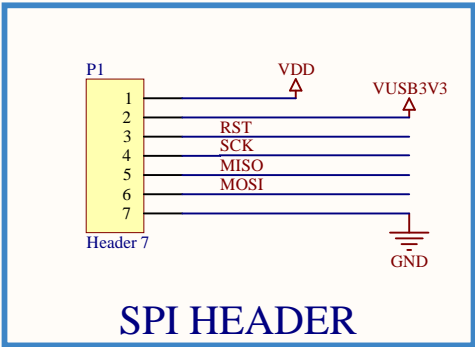 P1
VDD
VUSB3V3
1
2
3 RST
4 SCK
5 MISO
6 MOSI
7
Header 7
GND
SPI HEADER